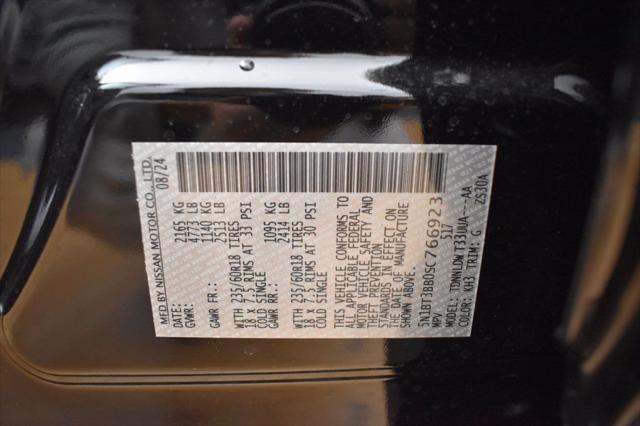 MFD BY NISSAN MOTOR CO., LTD.
DATE: 08/24
GVWR: 2165 KG
4773 LB
GAWR FR.: 1140 KG
2513 LB
WITH 235/60R18 TIRES
18 X 7.5 RIMS AT 33 PSI
COLD SINGLE
GAWR RR.: 1095 KG
2414 LB
WITH 235/60R18 TIRES
18 X 7.5 RIMS AT 30 PSI
COLD SINGLE
THIS VEHICLE CONFORMS TO
ALL APPLICABLE FEDERAL
MOTOR VEHICLE SAFETY AND
THEFT PREVENTION
STANDARDS IN EFFECT ON
THE DATE OF MANUFACTURE
SHOWN ABOVE.
5N1BT3BB0SC766923
MPV 517
MODEL: TDNNLDWT33UUA---AA
COLOR: KH3 TRIM: G 2S30A